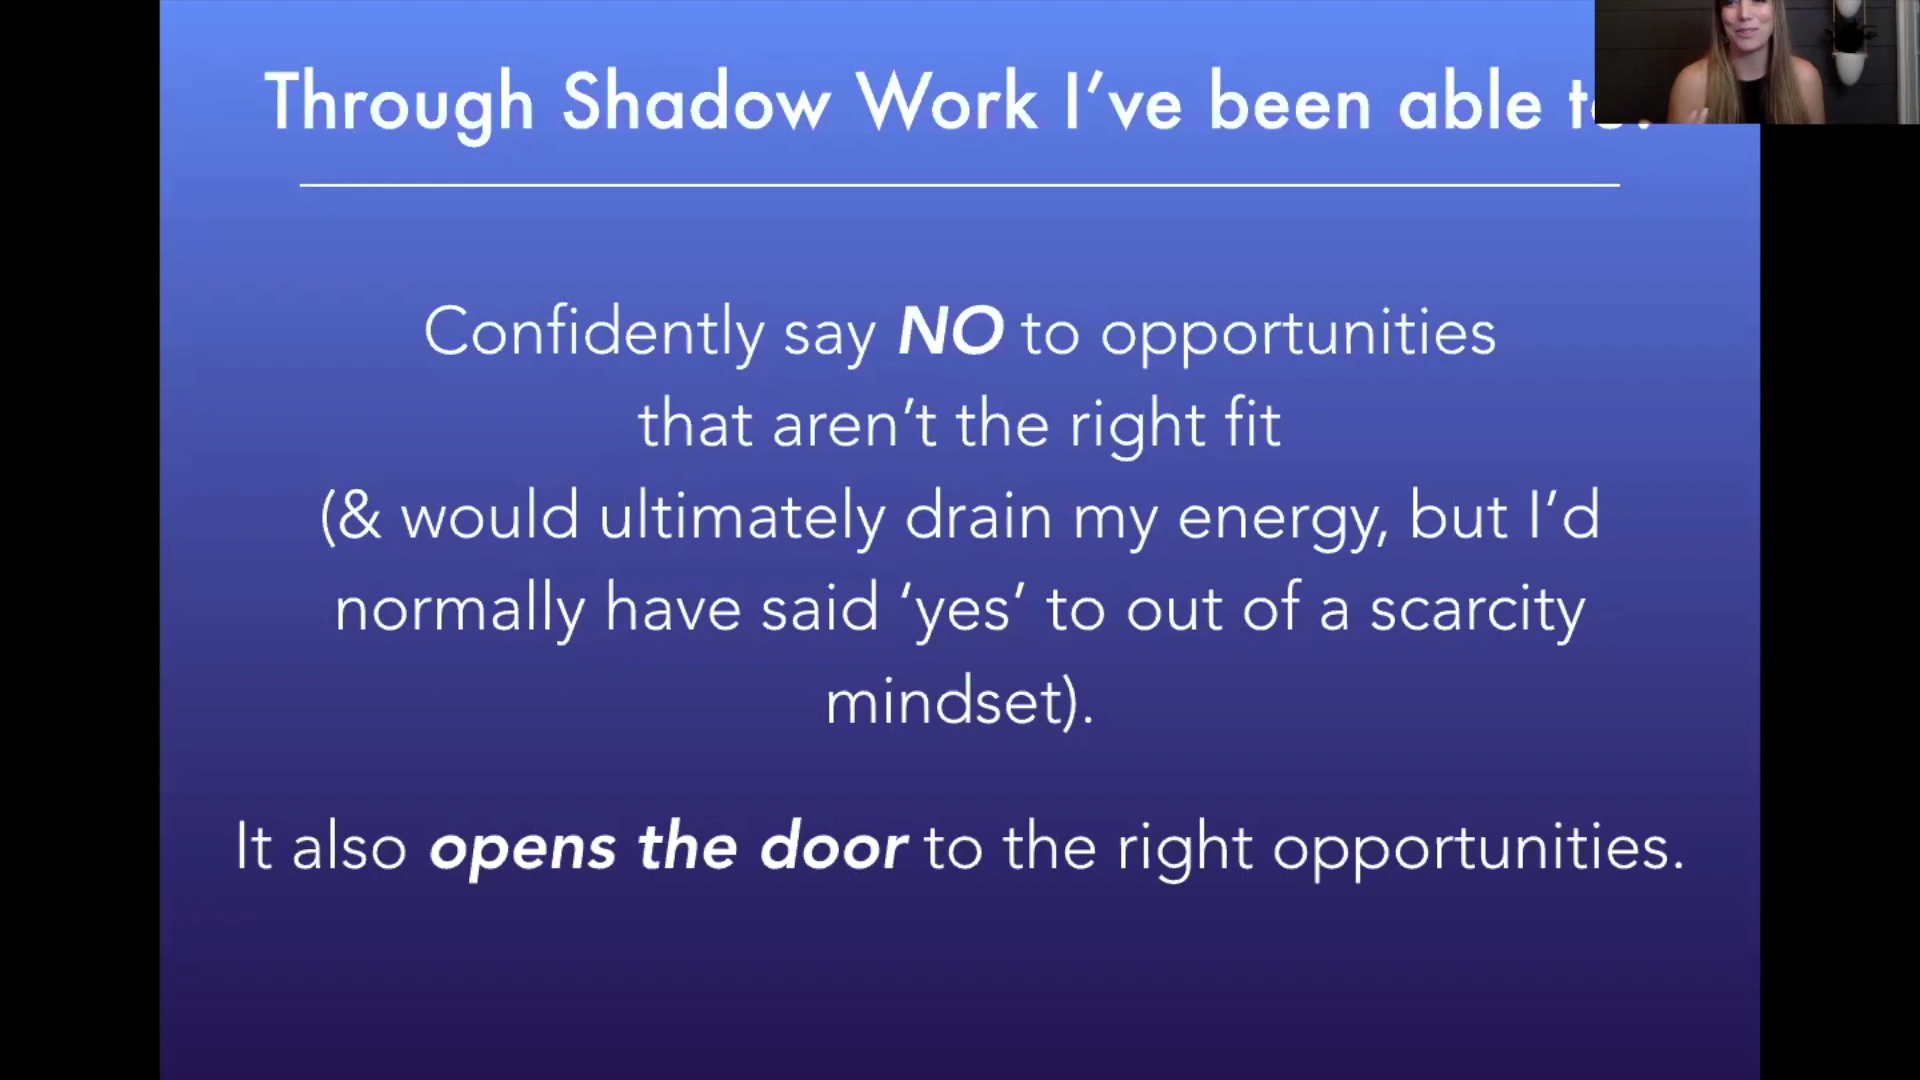 Through Shadow Work I’ve been able to:
Confidently say NO to opportunities
that aren’t the right fit
(& would ultimately drain my energy, but I’d
normally have said ‘yes’ to out of a scarcity
mindset).
It also opens the door to the right opportunities.